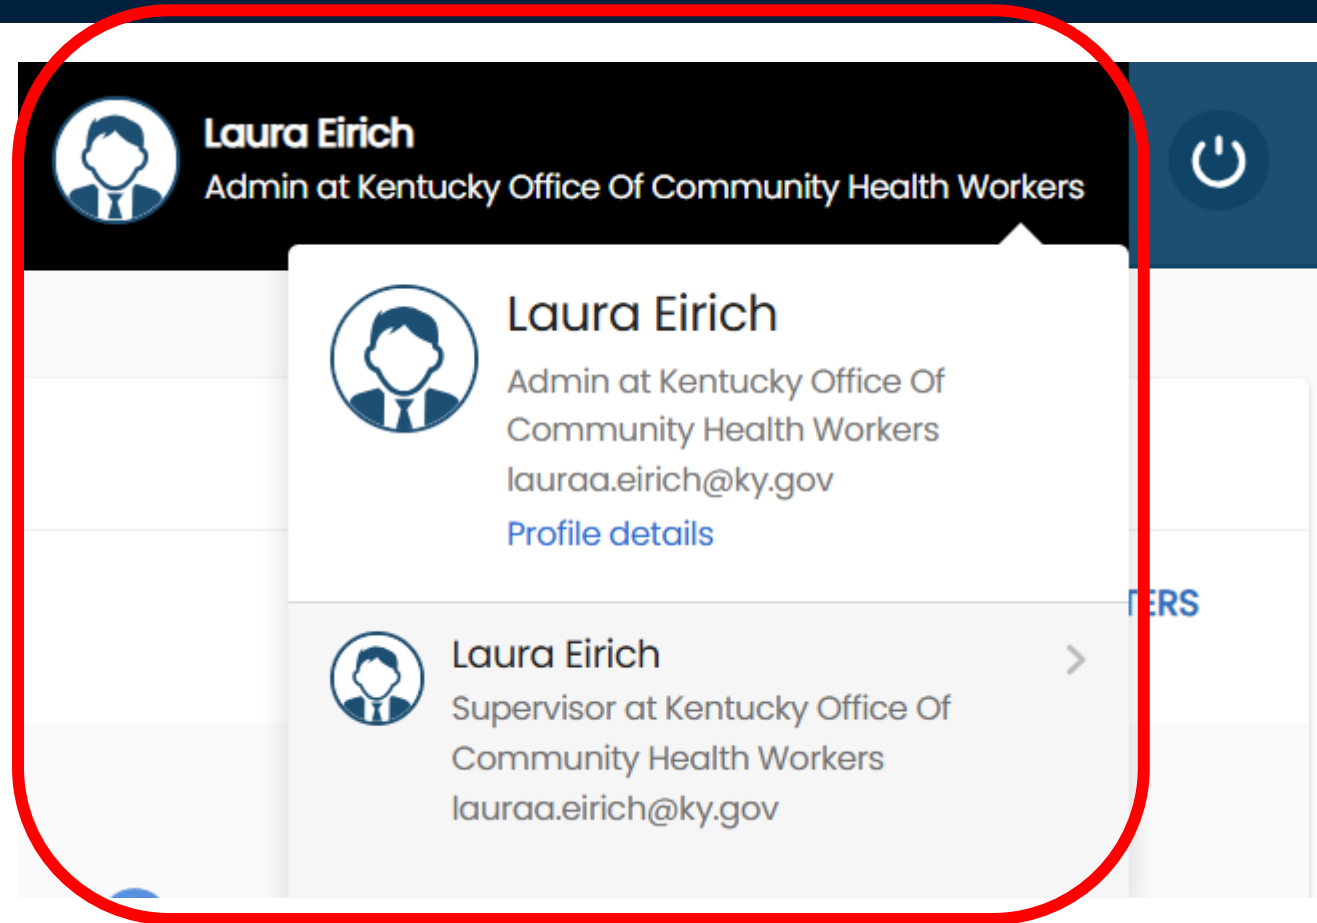 Laura Eirich
Admin at Kentucky Office Of Community Health Workers
Laura Eirich
Admin at Kentucky Office Of
Community Health Workers
lauraa.eirich@ky.gov
Profile details
TERS
Laura Eirich
Supervisor at Kentucky Office Of
Community Health Workers
lauraa.eirich@ky.gov